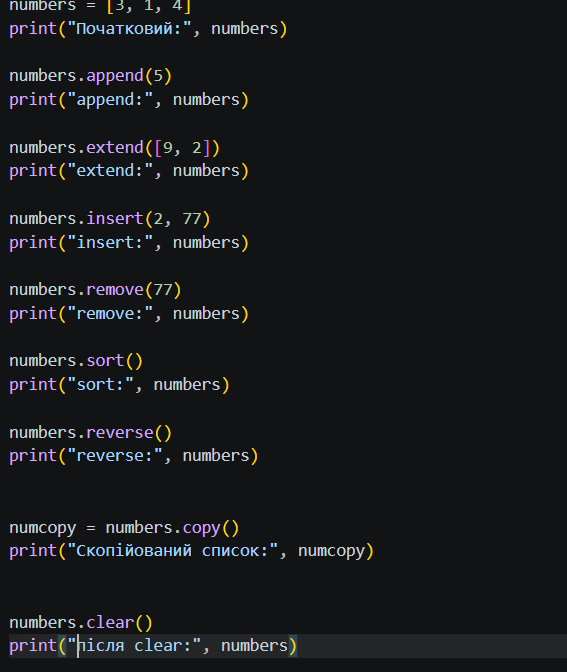 numbers = [3, 1, 4]
print("Початковий:", numbers)
numbers.append(5)
print("append:", numbers)
numbers.extend([9, 2])
print("extend:", numbers)
numbers.insert(2, 77)
print("insert:", numbers)
numbers.remove(77)
print("remove:", numbers)
numbers.sort()
print("sort:", numbers)
numbers.reverse()
print("reverse:", numbers)
numcopy = numbers.copy()
print("Скопійований список:", numcopy)
numbers.clear()
print("після clear:", numbers)